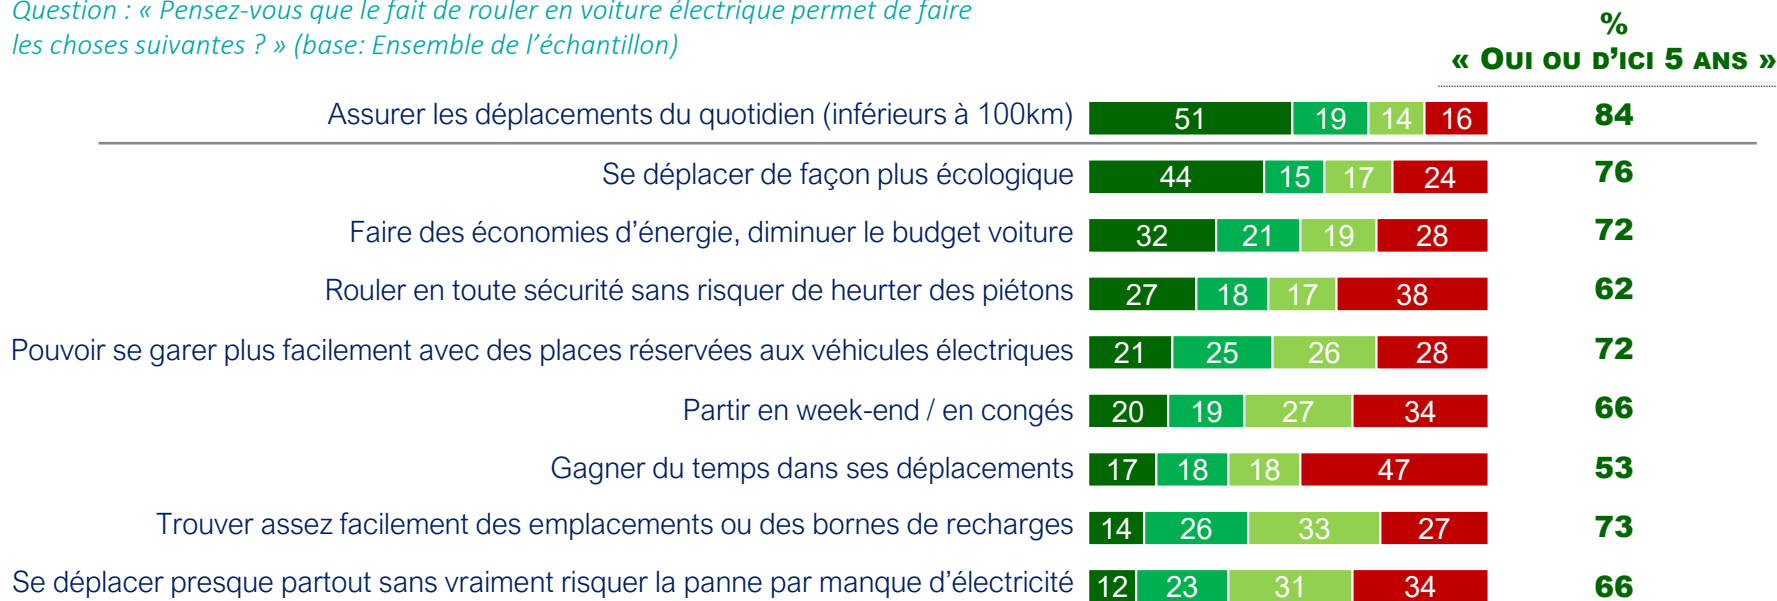 Question : « Pensez-vous que le fait de rouler en voiture électrique permet de faire
les choses suivantes ? » (base: Ensemble de l’échantillon)
%
« OUI OU D’ICI 5 ANS »
Assurer les déplacements du quotidien (inférieurs à 100km) 51 19 14 16 84
Se déplacer de façon plus écologique 44 15 17 24 76
Faire des économies d’énergie, diminuer le budget voiture 32 21 19 28 72
Rouler en toute sécurité sans risquer de heurter des piétons 27 18 17 38 62
Pouvoir se garer plus facilement avec des places réservées aux véhicules électriques 21 25 26 28 72
Partir en week-end / en congés 20 19 27 34 66
Gagner du temps dans ses déplacements 17 18 18 47 53
Trouver assez facilement des emplacements ou des bornes de recharges 14 26 33 27 73
Se déplacer presque partout sans vraiment risquer la panne par manque d’électricité 12 23 31 34 66